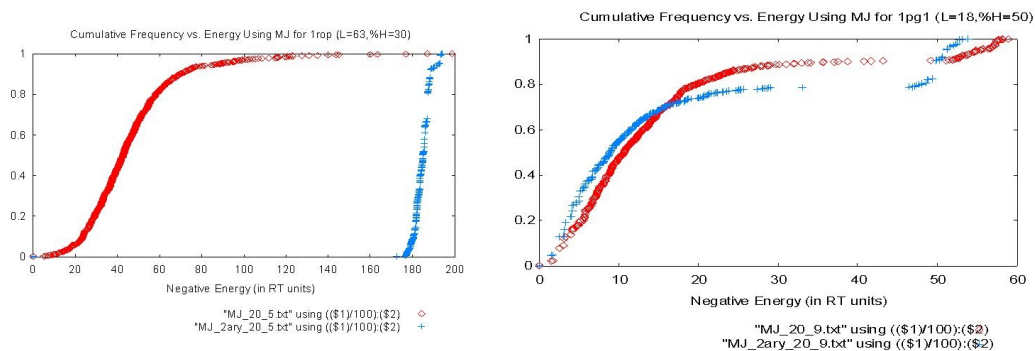 Cumulative Frequency vs. Energy Using MJ for 1rop (L=63,%H=30)
1
0.8
0.6
0.4
0.2
0
0 20 40 60 80 100 120 140 160 180 200
Negative Energy (in RT units)
"MJ_20_5.txt" using (($1)/100):($2)
"MJ_2ary_20_5.txt" using (($1)/100):($2)
Cumulative Frequency vs. Energy Using MJ for 1pg1 (L=18,%H=50)
1
0.8
0.6
0.4
0.2
0
0 10 20 30 40 50 60
Negative Energy (in RT units)
"MJ_20_9.txt" using (($1)/100):($2)
"MJ_2ary_20_9.txt" using (($1)/100):($2)